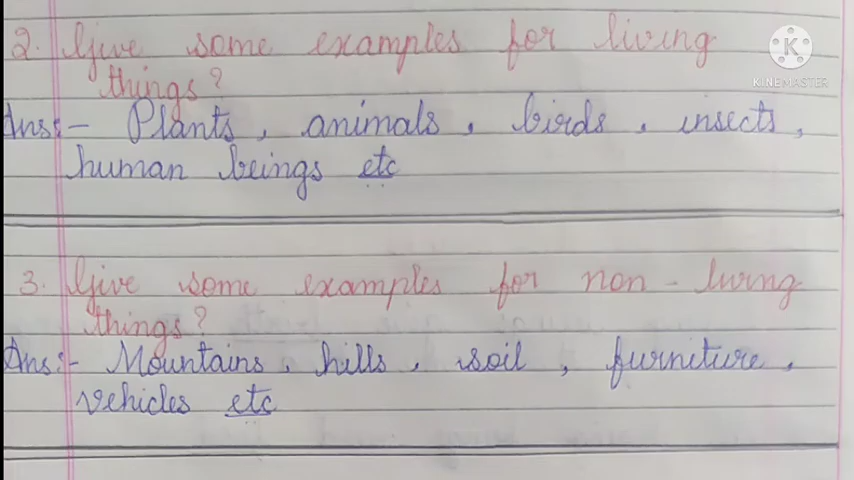 2. Give some examples for living
things?
Ans:- Plants, animals, birds, insects,
human beings etc
3. Give some examples for non-living
things?
Ans:- Mountains, hills, soil, furniture,
vehicles etc
K
KINEMASTER